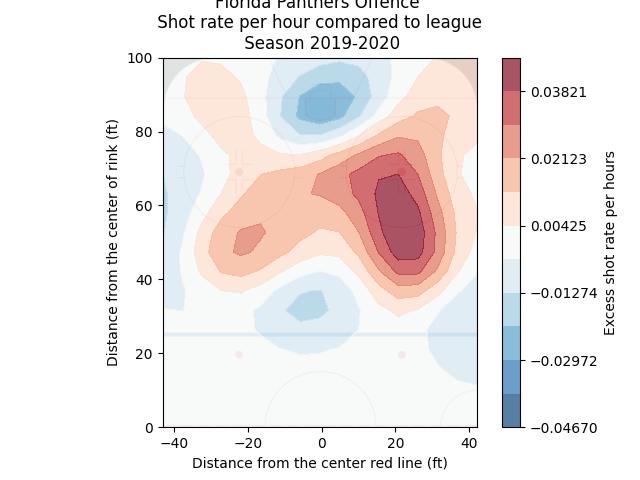 Florida Panthers Offence
Shot rate per hour compared to league
Season 2019-2020
100
80
60
40
20
0
−40
−20
0
20
40
Distance from the center red line (ft)
Distance from the center of rink (ft)
0.03821
0.02123
0.00425
−0.01274
−0.02972
−0.04670
Excess shot rate per hours